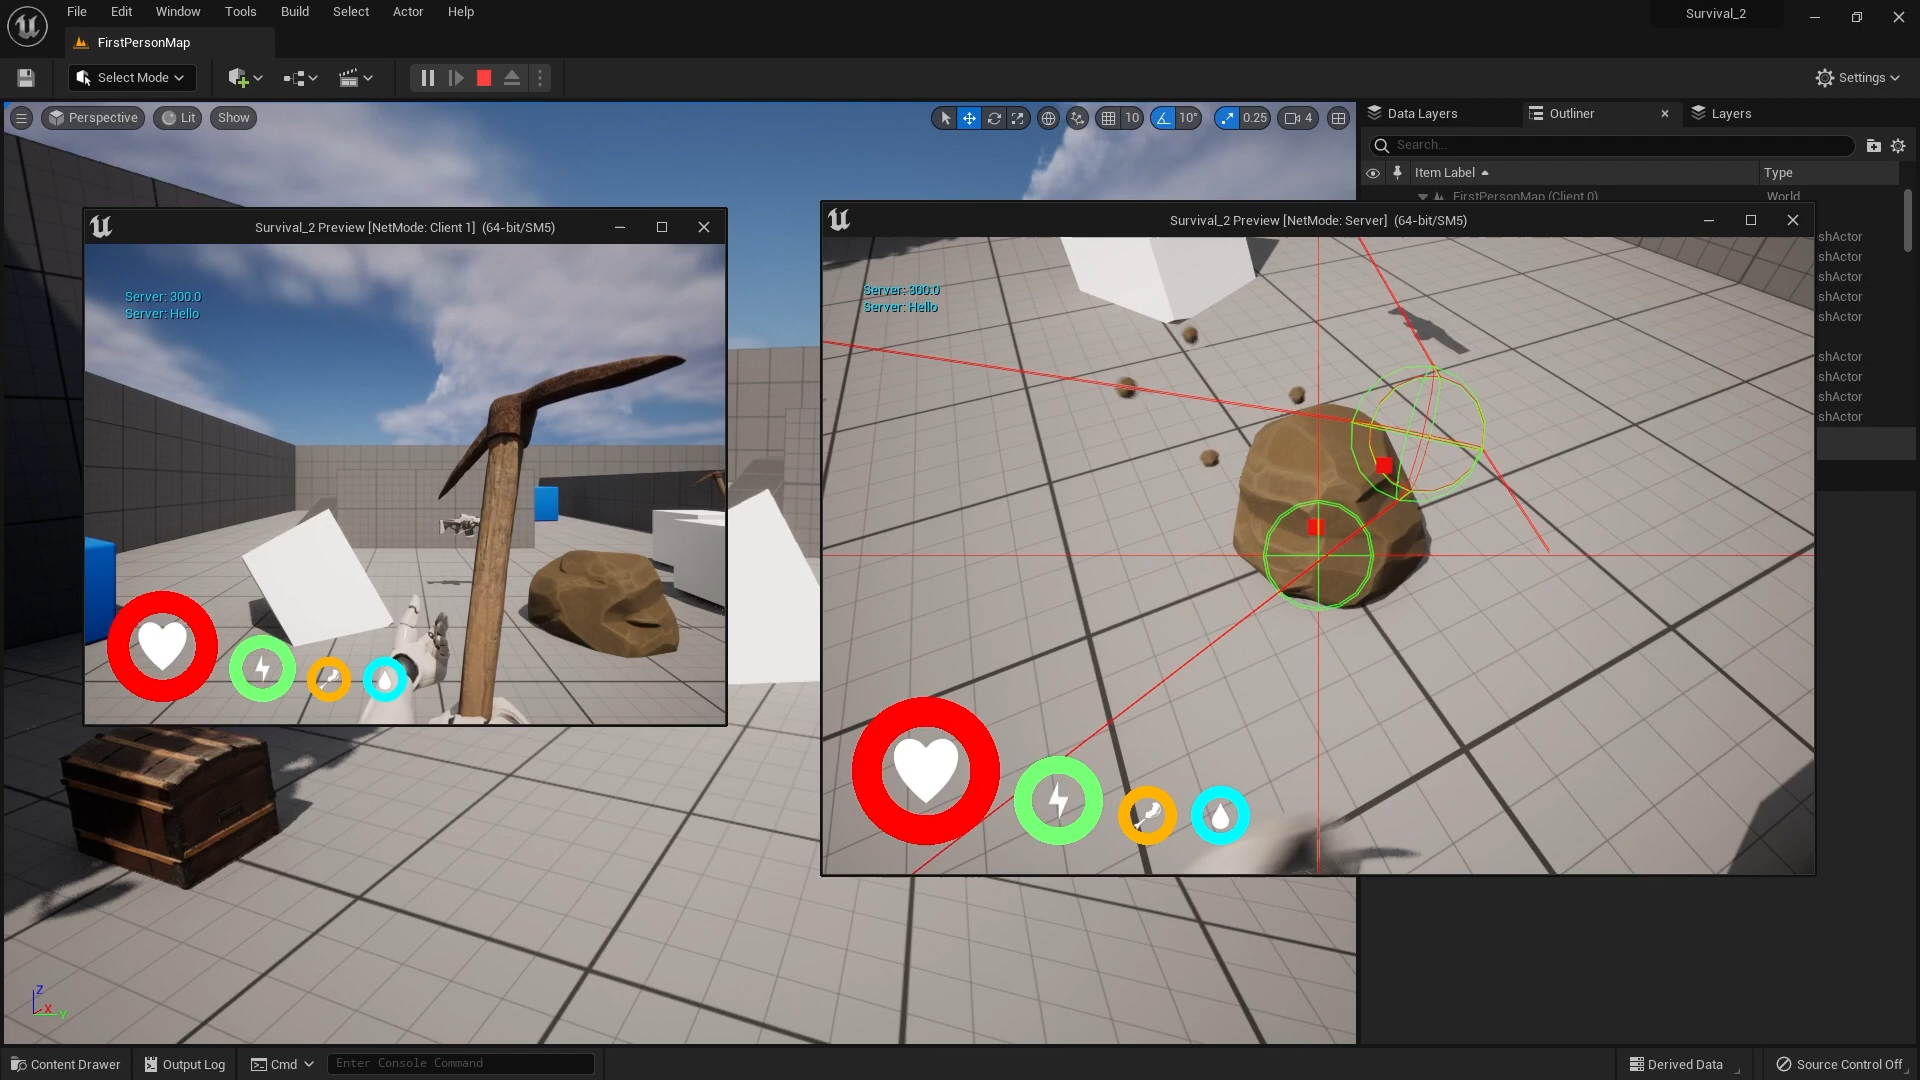 File Edit Window Tools Build Select Actor Help
Survival_2
FirstPersonMap
Select Mode
Settings
Perspective
Lit
Show
10
10°
0.25
4
Data Layers
Outliner
Layers
Search...
Item Label
Type
FirstPersonMap (Client 0)
World
Survival_2 Preview [NetMode: Client 1] (64-bit/SM5)
Server: 300.0
Server: Hello
Survival_2 Preview [NetMode: Server] (64-bit/SM5)
Server: 300.0
Server: Hello
shActor
shActor
shActor
shActor
shActor
shActor
shActor
shActor
shActor
Z
X
Y
Content Drawer
Output Log
Cmd
Enter Console Command
Derived Data
Source Control Off